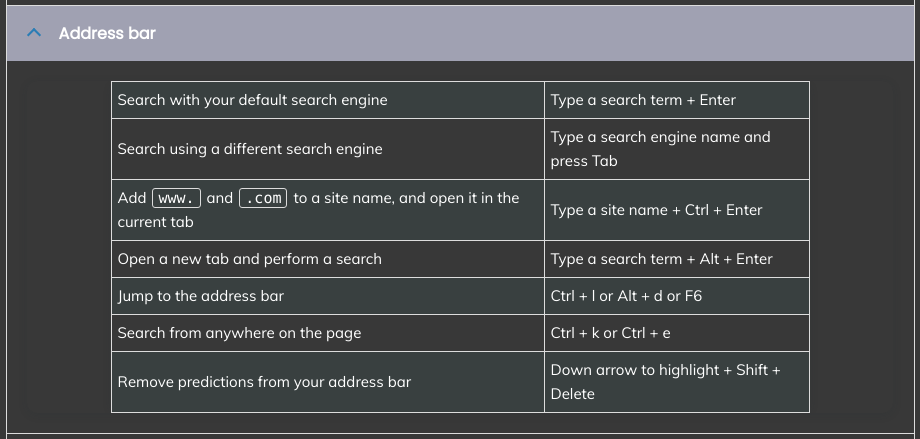 Address bar
Search with your default search engine
Type a search term + Enter
Search using a different search engine
Type a search engine name and
press Tab
Add www. and .com to a site name, and open it in the
current tab
Type a site name + Ctrl + Enter
Open a new tab and perform a search
Type a search term + Alt + Enter
Jump to the address bar
Ctrl + l or Alt + d or F6
Search from anywhere on the page
Ctrl + k or Ctrl + e
Remove predictions from your address bar
Down arrow to highlight + Shift +
Delete